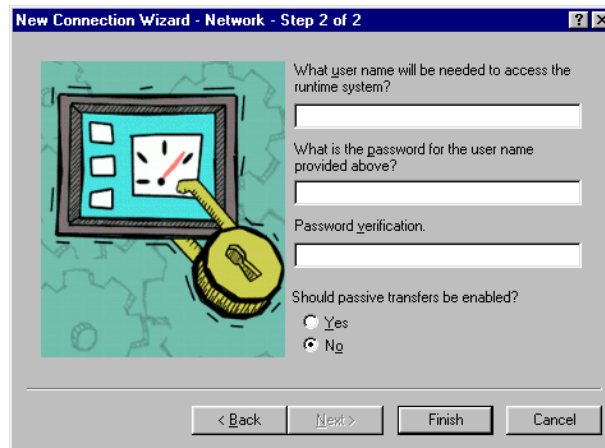 New Connection Wizard - Network - Step 2 of 2
What user name will be needed to access the
runtime system?
What is the password for the user name
provided above?
Password verification.
Should passive transfers be enabled?
Yes
No
< Back
Next >
Finish
Cancel